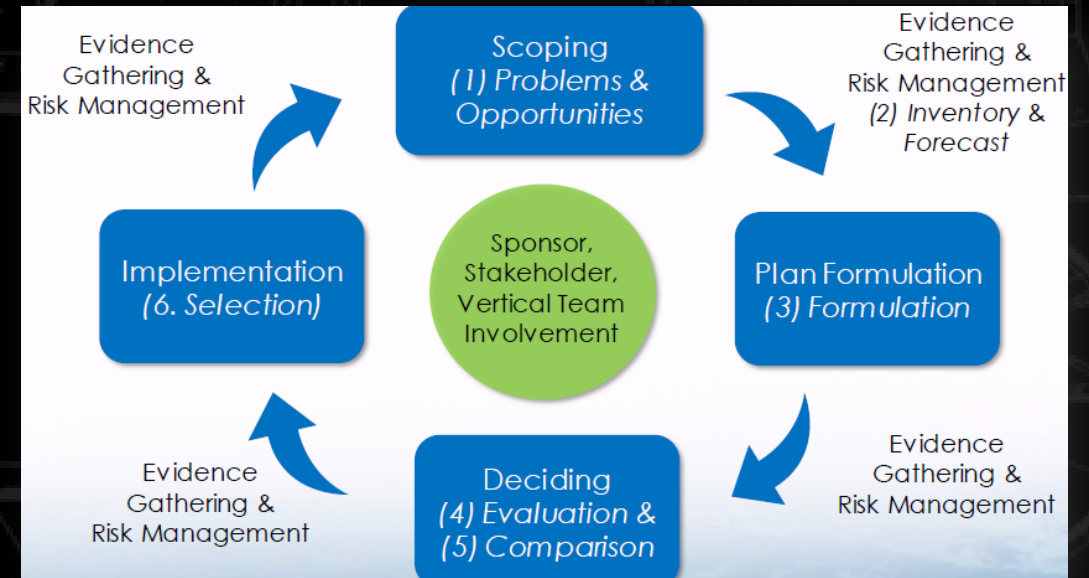 Evidence
Gathering &
Risk Management
Scoping
(1) Problems &
Opportunities
Evidence
Gathering &
Risk Management
(2) Inventory &
Forecast
Implementation
(6. Selection)
Sponsor,
Stakeholder,
Vertical Team
Involvement
Plan Formulation
(3) Formulation
Evidence
Gathering &
Risk Management
Deciding
(4) Evaluation &
(5) Comparison
Evidence
Gathering &
Risk Management